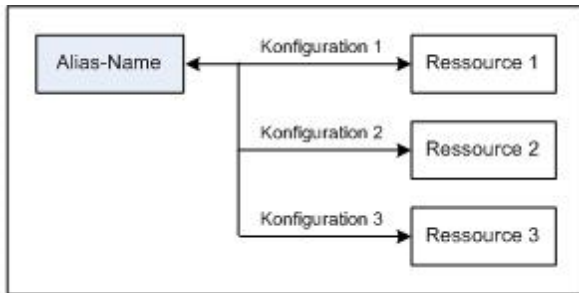 Alias-Name
Konfiguration 1
Ressource 1
Konfiguration 2
Ressource 2
Konfiguration 3
Ressource 3